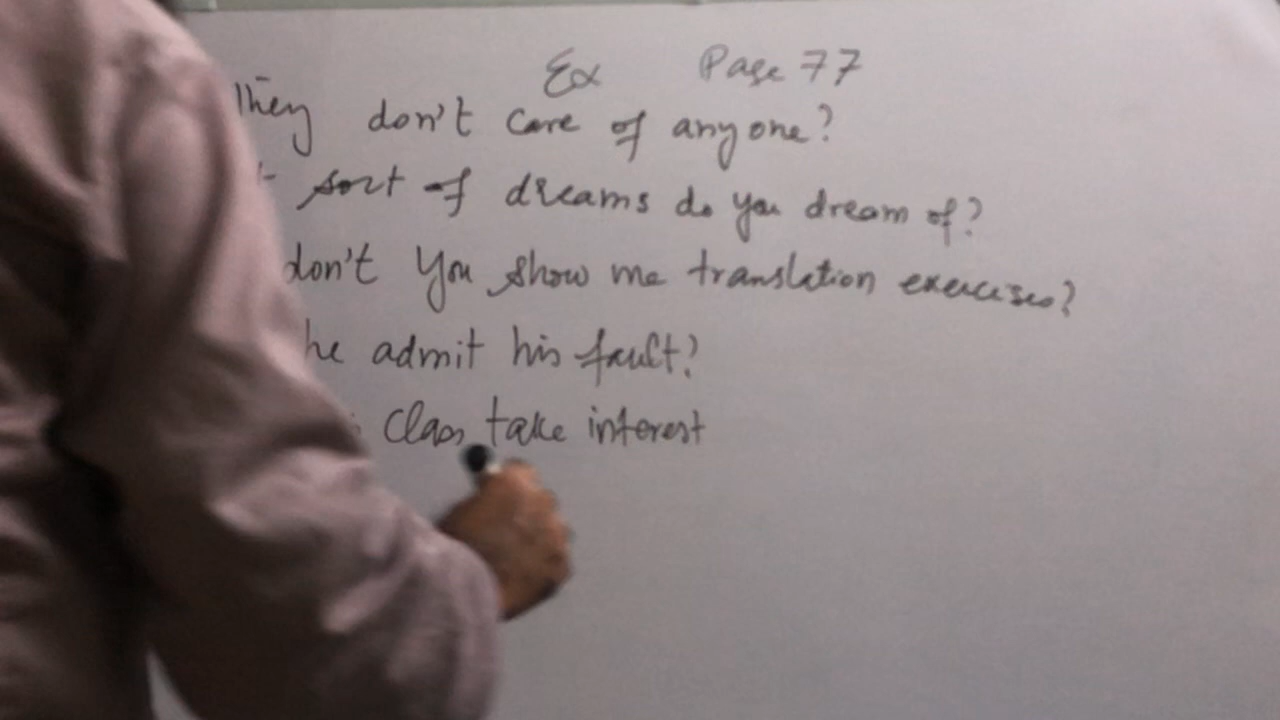 Ex Page 77
They don't care of anyone?
sort of dreams do you dream of?
don't You show me translation exercises?
he admit his fault?
class take interest